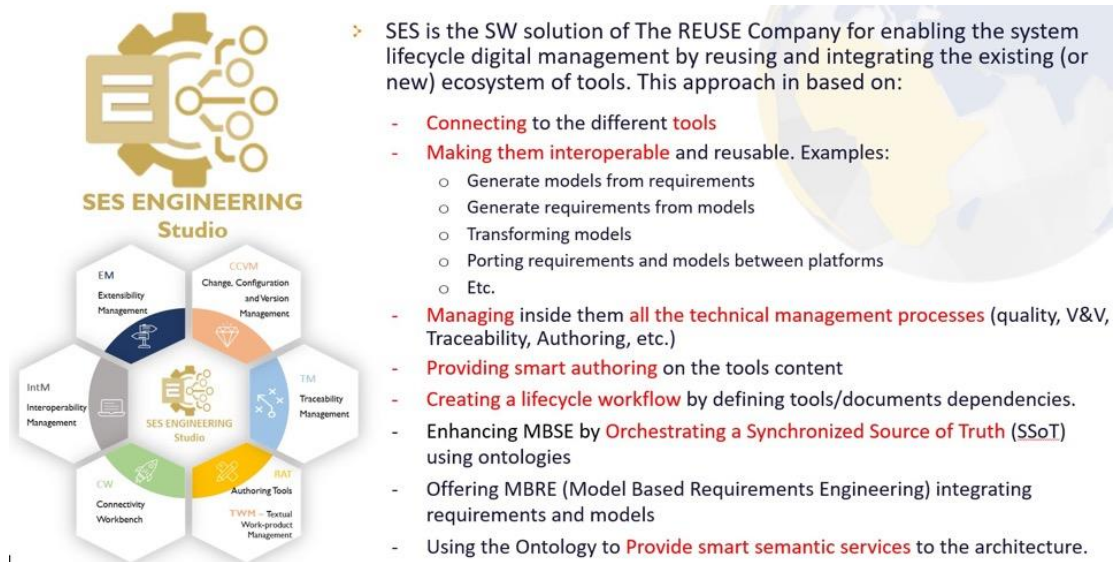 SES ENGINEERING
Studio
EM
Extensibility
Management
CCVM
Change, Configuration
and Version
Management
IntM
Interoperability
Management
SES ENGINEERING
Studio
TM
Traceability
Management
CW
Connectivity
Workbench
RAT
Authoring Tools
TWM – Textual
Work-product
Management
SES is the SW solution of The REUSE Company for enabling the system
lifecycle digital management by reusing and integrating the existing (or
new) ecosystem of tools. This approach in based on:
- Connecting to the different tools
- Making them interoperable and reusable. Examples:
o Generate models from requirements
o Generate requirements from models
o Transforming models
o Porting requirements and models between platforms
o Etc.
- Managing inside them all the technical management processes (quality, V&V,
Traceability, Authoring, etc.)
- Providing smart authoring on the tools content
- Creating a lifecycle workflow by defining tools/documents dependencies.
- Enhancing MBSE by Orchestrating a Synchronized Source of Truth (SSoT)
using ontologies
- Offering MBRE (Model Based Requirements Engineering) integrating
requirements and models
- Using the Ontology to Provide smart semantic services to the architecture.